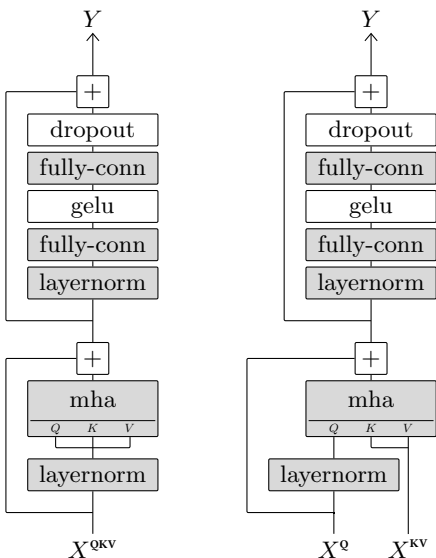 Y
+
dropout
fully-conn
gelu
fully-conn
layernorm
+
mha
Q K V
layernorm
X^QKV
Y
+
dropout
fully-conn
gelu
fully-conn
layernorm
+
mha
Q K V
layernorm
X^Q X^KV